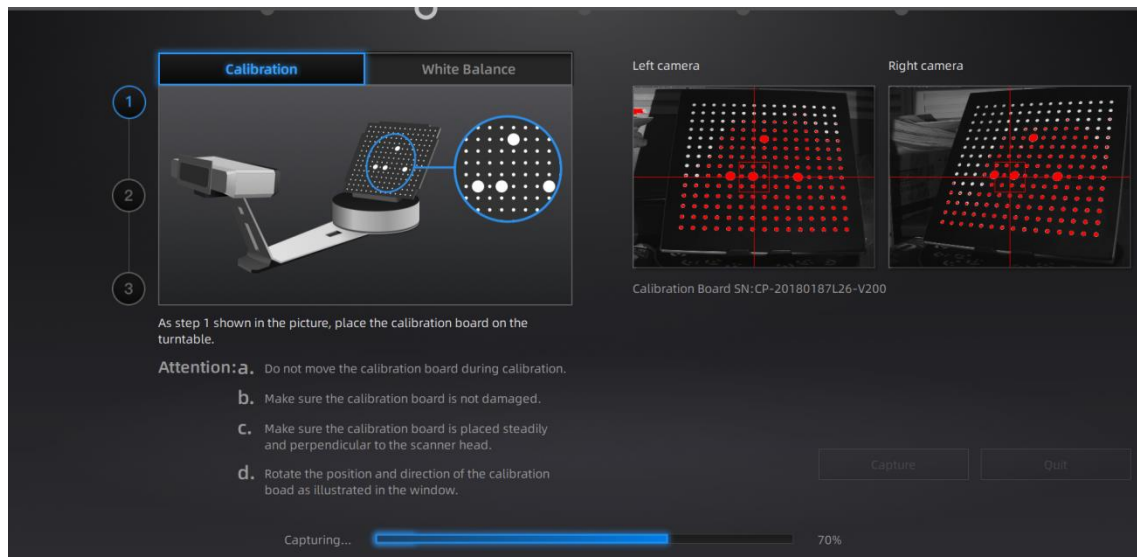 Calibration
White Balance
1
2
3
As step 1 shown in the picture, place the calibration board on the
turntable.
Attention: a. Do not move the calibration board during calibration.
b. Make sure the calibration board is not damaged.
c. Make sure the calibration board is placed steadily
and perpendicular to the scanner head.
d. Rotate the position and direction of the calibration
boad as illustrated in the window.
Left camera
Right camera
Calibration Board SN:CP-20180187L26-V200
Capture
Quit
Capturing...
70%